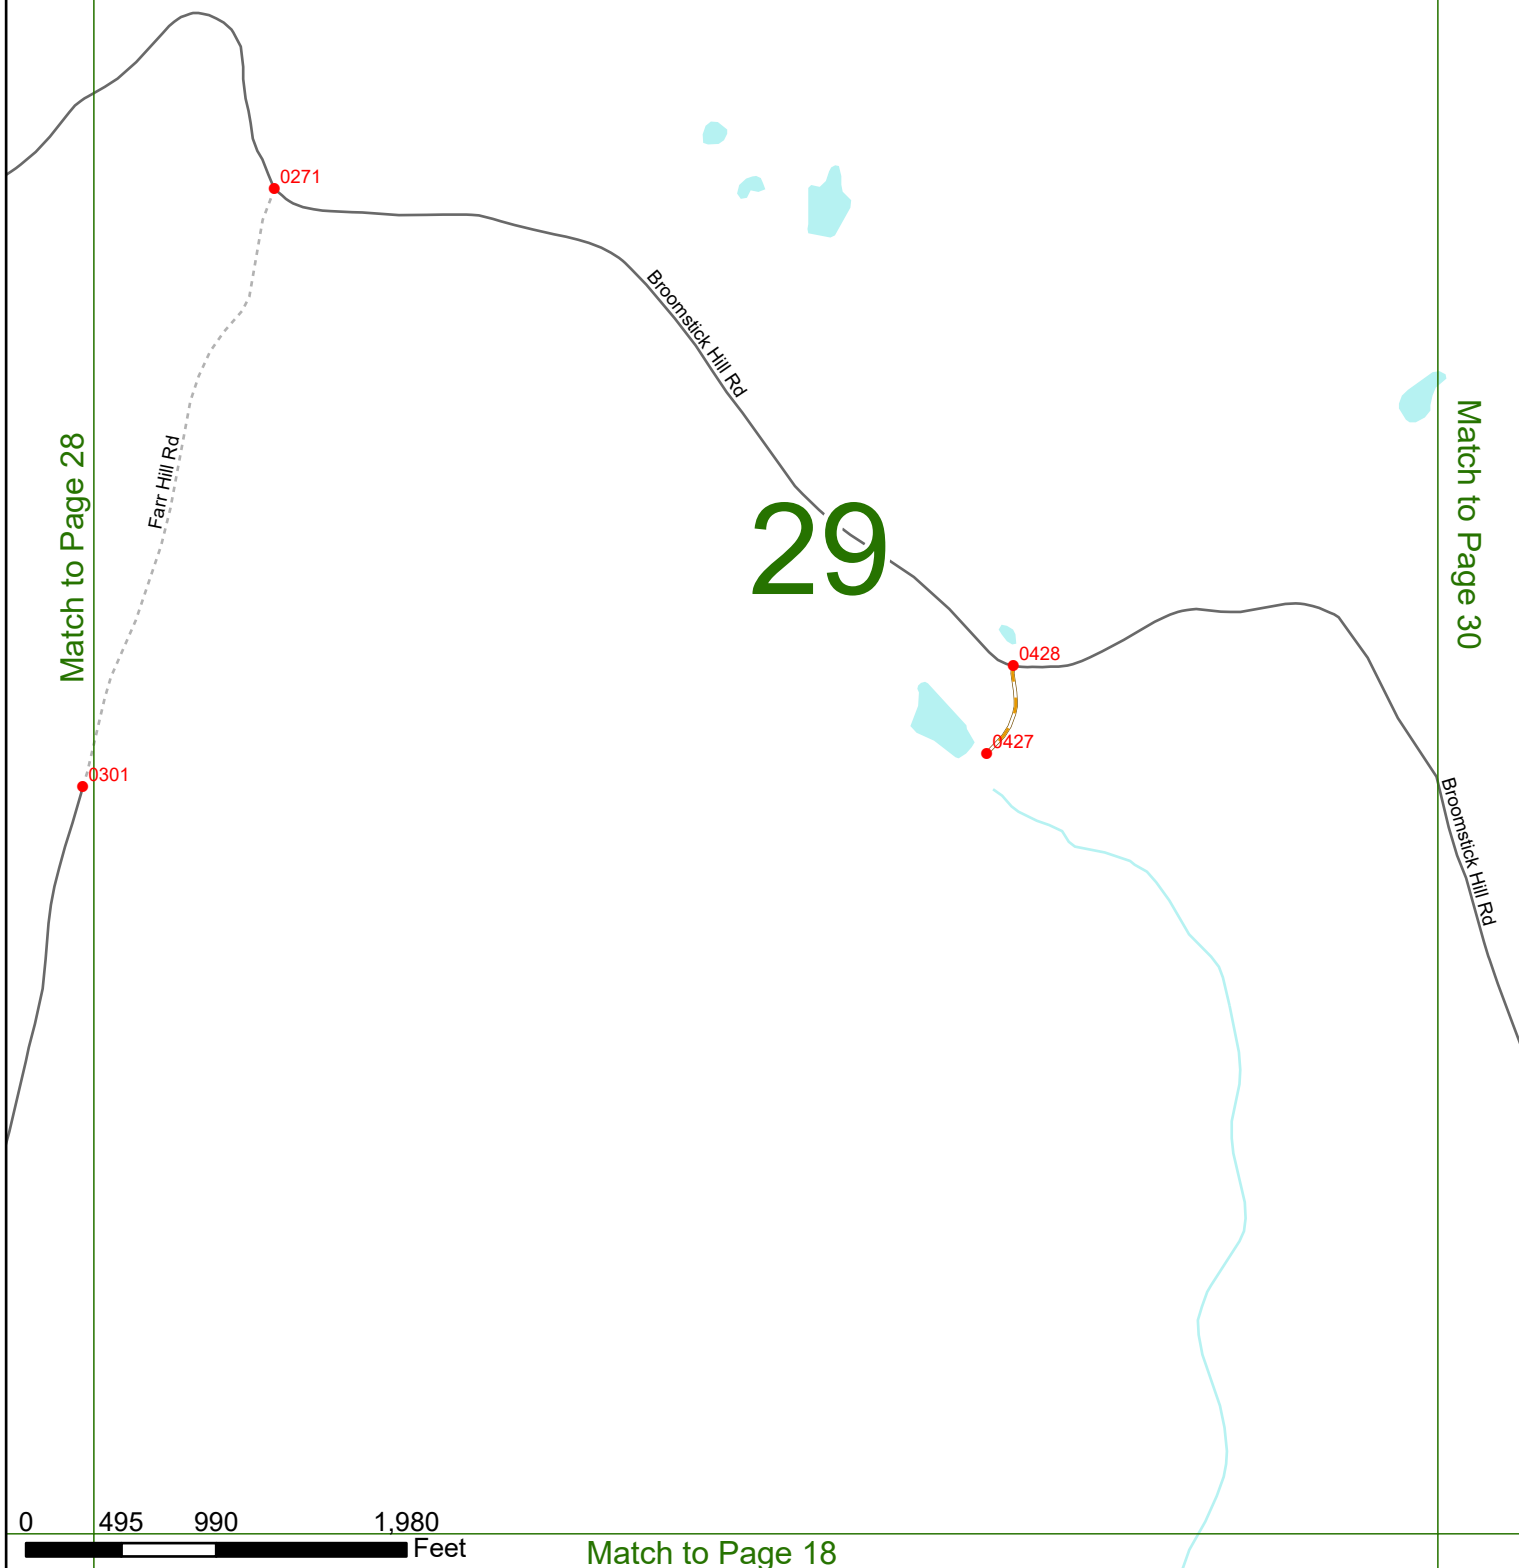 0271
Broomstick Hill Rd
Match to Page 28
Farr Hill Rd
Match to Page 30
29
0428
0427
0301
Broomstick Hill Rd
0 495 990 1,980
Feet
Match to Page 18